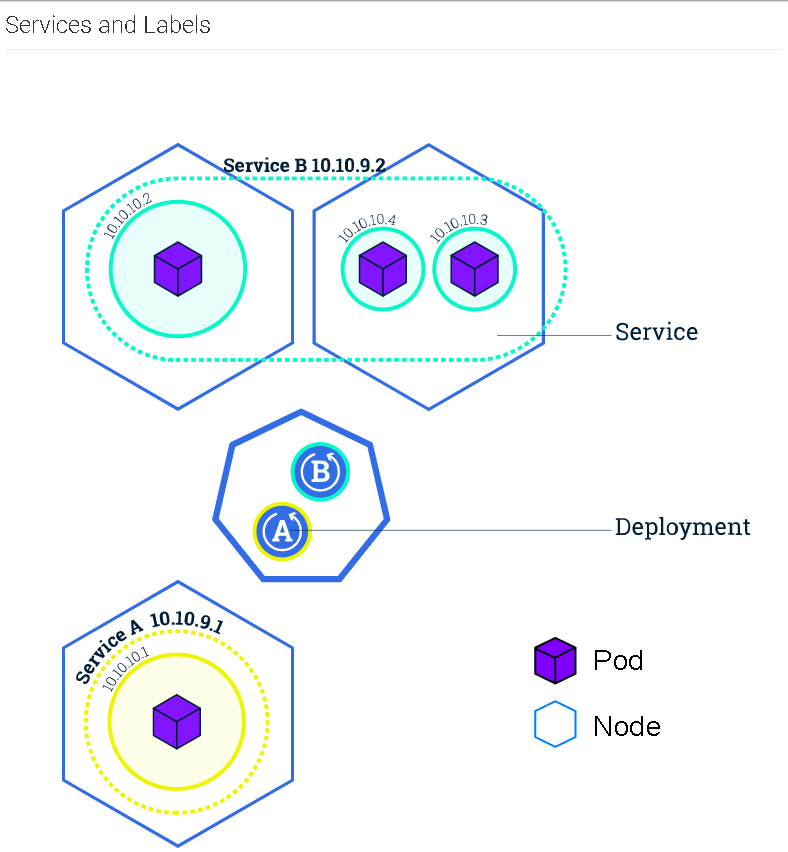 Services and Labels
Service B 10.10.9.2
10.10.10.2
10.10.10.4
10.10.10.3
Service
B
A
Deployment
Service A 10.10.9.1
10.10.10.1
Pod
Node